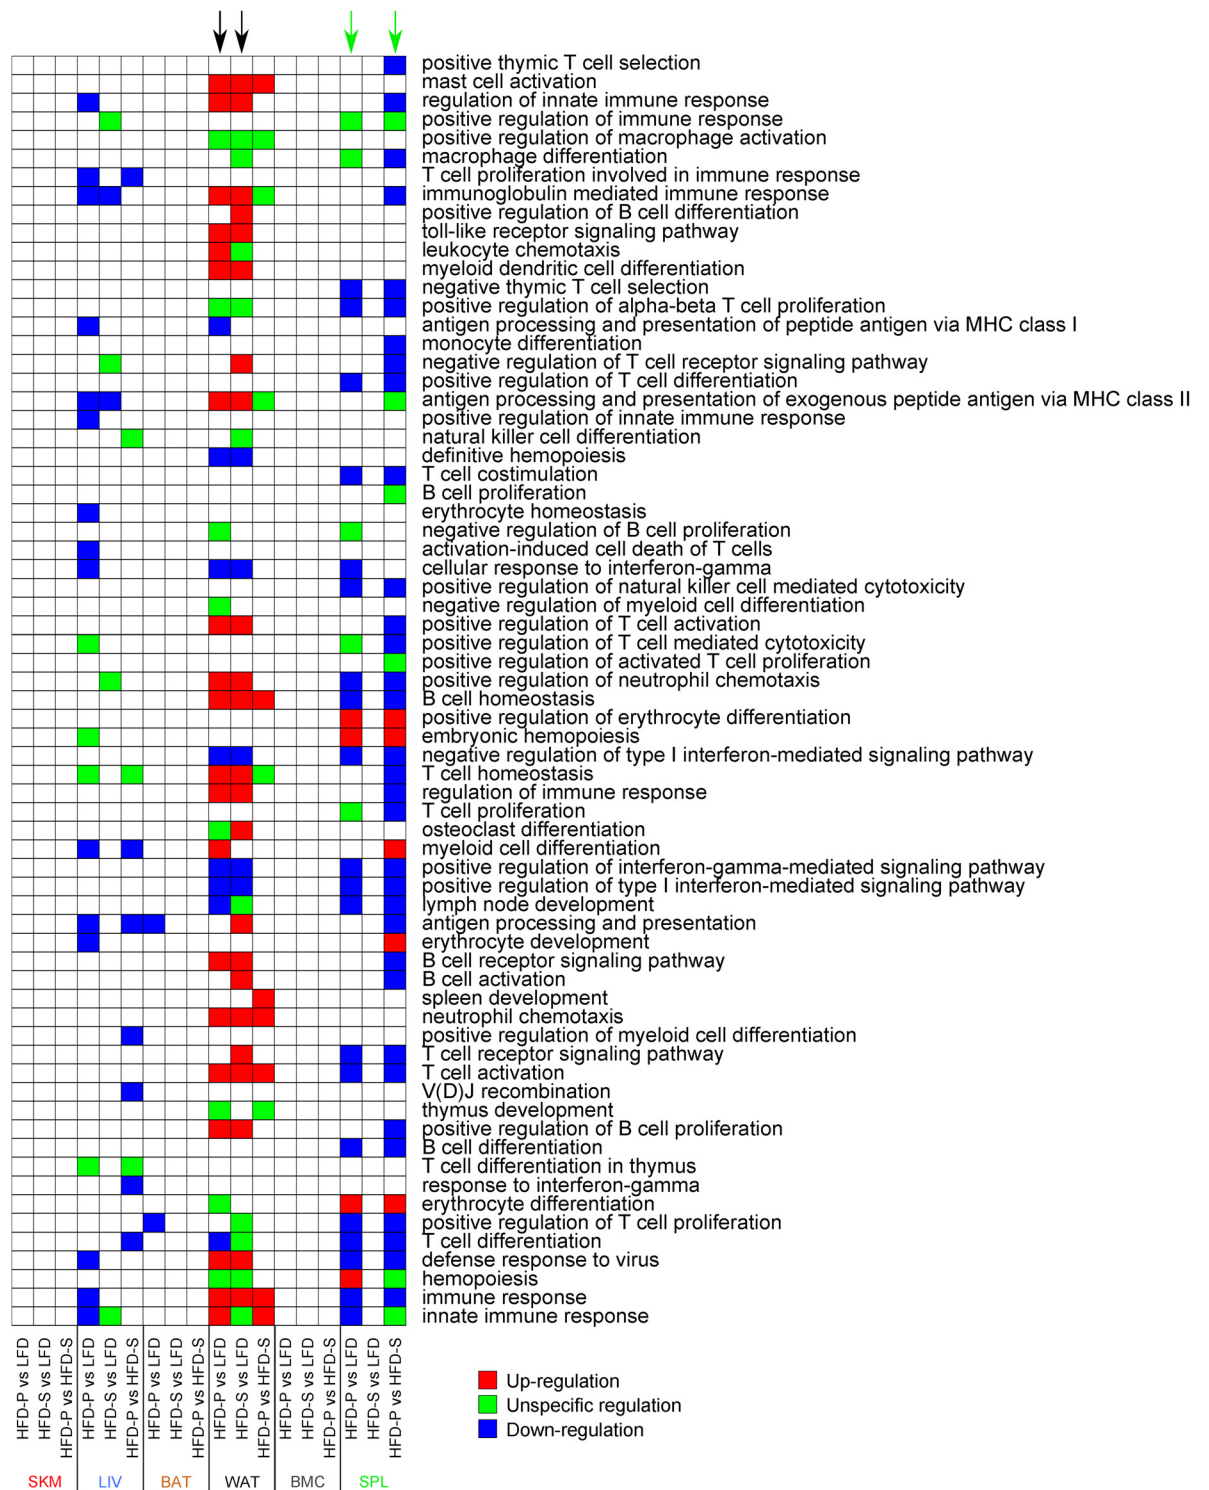 positive thymic T cell selection
mast cell activation
regulation of innate immune response
positive regulation of immune response
positive regulation of macrophage activation
macrophage differentiation
T cell proliferation involved in immune response
immunoglobulin mediated immune response
positive regulation of B cell differentiation
toll-like receptor signaling pathway
leukocyte chemotaxis
myeloid dendritic cell differentiation
negative thymic T cell selection
positive regulation of alpha-beta T cell proliferation
antigen processing and presentation of peptide antigen via MHC class I
monocyte differentiation
negative regulation of T cell receptor signaling pathway
positive regulation of T cell differentiation
antigen processing and presentation of exogenous peptide antigen via MHC class II
positive regulation of innate immune response
natural killer cell differentiation
definitive hemopoiesis
T cell costimulation
B cell proliferation
erythrocyte homeostasis
negative regulation of B cell proliferation
activation-induced cell death of T cells
cellular response to interferon-gamma
positive regulation of natural killer cell mediated cytotoxicity
negative regulation of myeloid cell differentiation
positive regulation of T cell activation
positive regulation of T cell mediated cytotoxicity
positive regulation of activated T cell proliferation
positive regulation of neutrophil chemotaxis
B cell homeostasis
positive regulation of erythrocyte differentiation
embryonic hemopoiesis
negative regulation of type I interferon-mediated signaling pathway
T cell homeostasis
regulation of immune response
T cell proliferation
osteoclast differentiation
myeloid cell differentiation
positive regulation of interferon-gamma-mediated signaling pathway
positive regulation of type I interferon-mediated signaling pathway
lymph node development
antigen processing and presentation
erythrocyte development
B cell receptor signaling pathway
B cell activation
spleen development
neutrophil chemotaxis
positive regulation of myeloid cell differentiation
T cell receptor signaling pathway
T cell activation
V(D)J recombination
thymus development
positive regulation of B cell proliferation
B cell differentiation
T cell differentiation in thymus
response to interferon-gamma
erythrocyte differentiation
positive regulation of T cell proliferation
T cell differentiation
defense response to virus
hemopoiesis
immune response
innate immune response
HFD-P vs LFD
HFD-S vs LFD
HFD-P vs HFD-S
HFD-P vs LFD
HFD-S vs LFD
HFD-P vs HFD-S
HFD-P vs LFD
HFD-S vs LFD
HFD-P vs HFD-S
HFD-P vs LFD
HFD-S vs LFD
HFD-P vs HFD-S
HFD-P vs LFD
HFD-S vs LFD
HFD-P vs HFD-S
HFD-P vs LFD
HFD-S vs LFD
HFD-P vs HFD-S
Up-regulation
Unspecific regulation
Down-regulation
SKM LIV BAT WAT BMC SPL